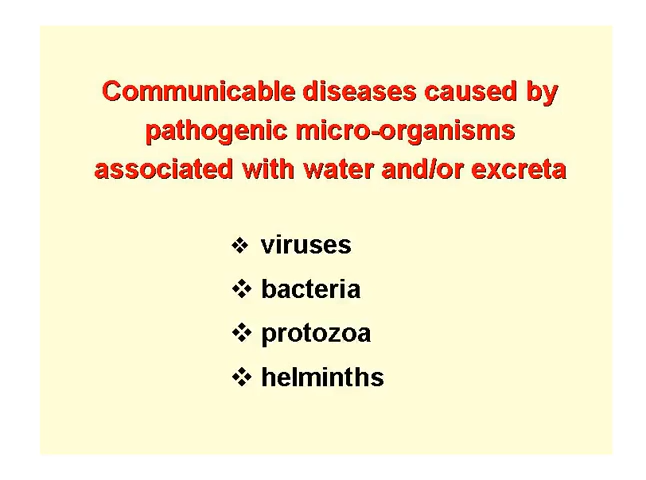 Communicable diseases caused by
pathogenic micro-organisms
associated with water and/or excreta
❖ viruses
❖ bacteria
❖ protozoa
❖ helminths